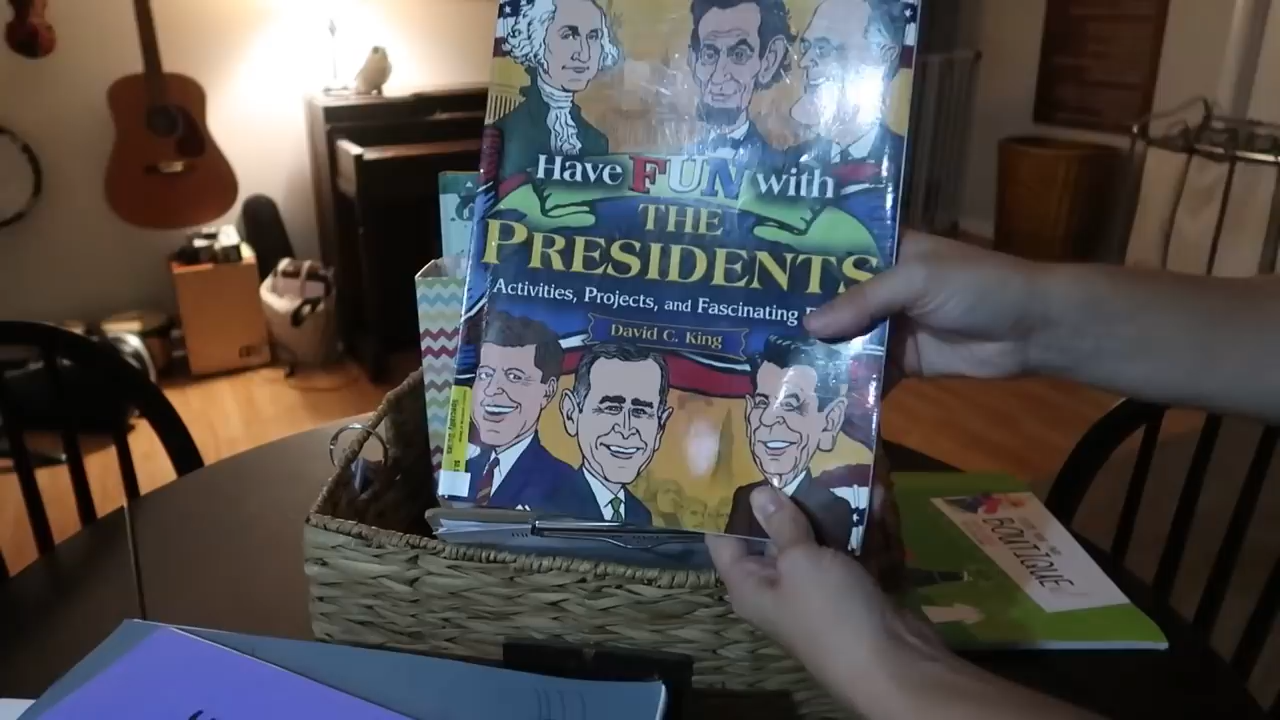 Have FUN with
THE
PRESIDENTS
Activities, Projects, and Fascinating
David C. King
BOUTIQUE